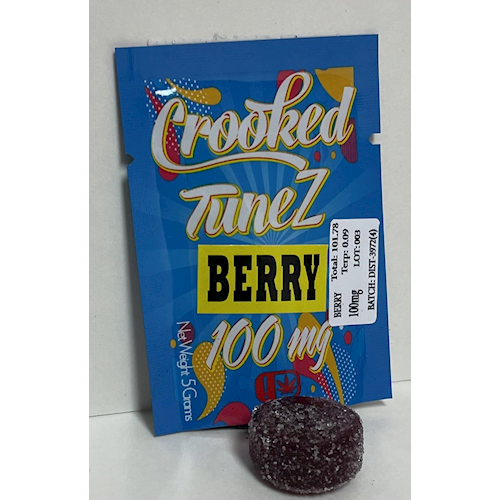 Crooked
TuneZ
BERRY
100 mg
Net Weight 5 Grams
Total: 101.78
Terp: 0.09
LOT: 003
BERRY
100mg
BATCH: DIST-3972(4)